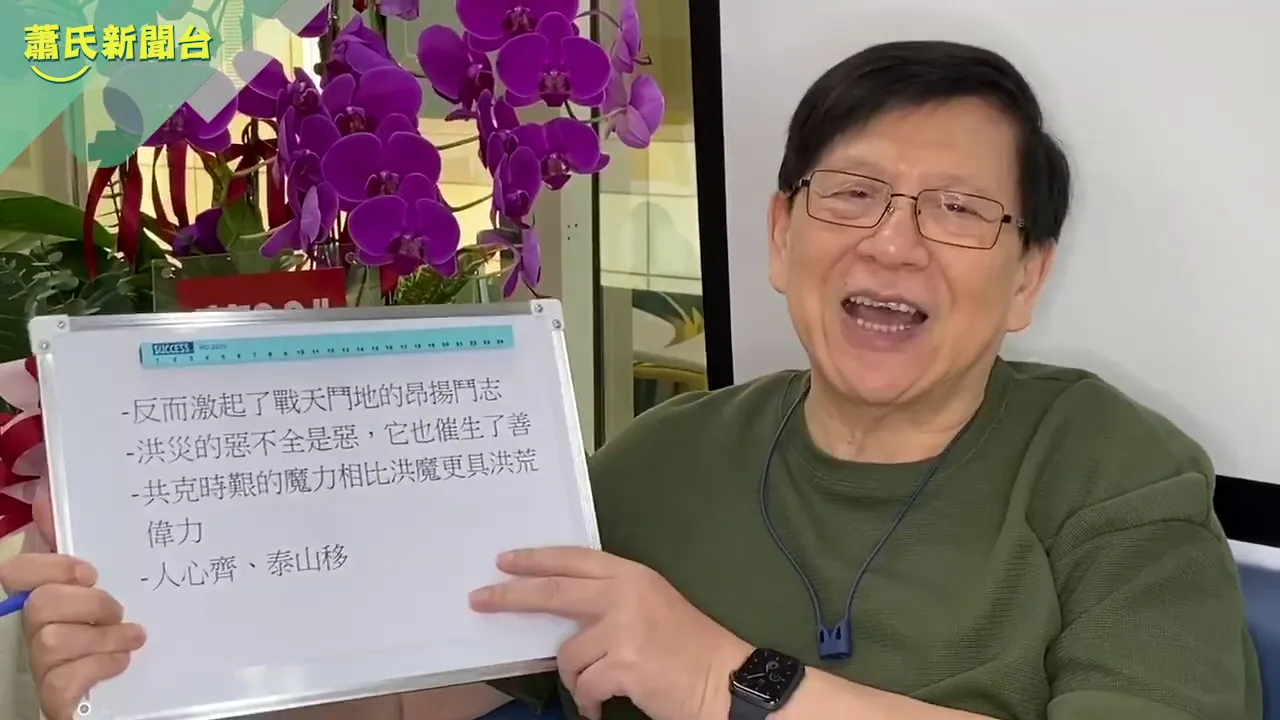 蕭氏新聞台
SUCCESS
-反而激起了戰天鬥地的昂揚鬥志
-洪災的惡不全是惡，它也催生了善
-共克時艱的魔力相比洪魔更具洪荒
偉力
-人心齊、泰山移